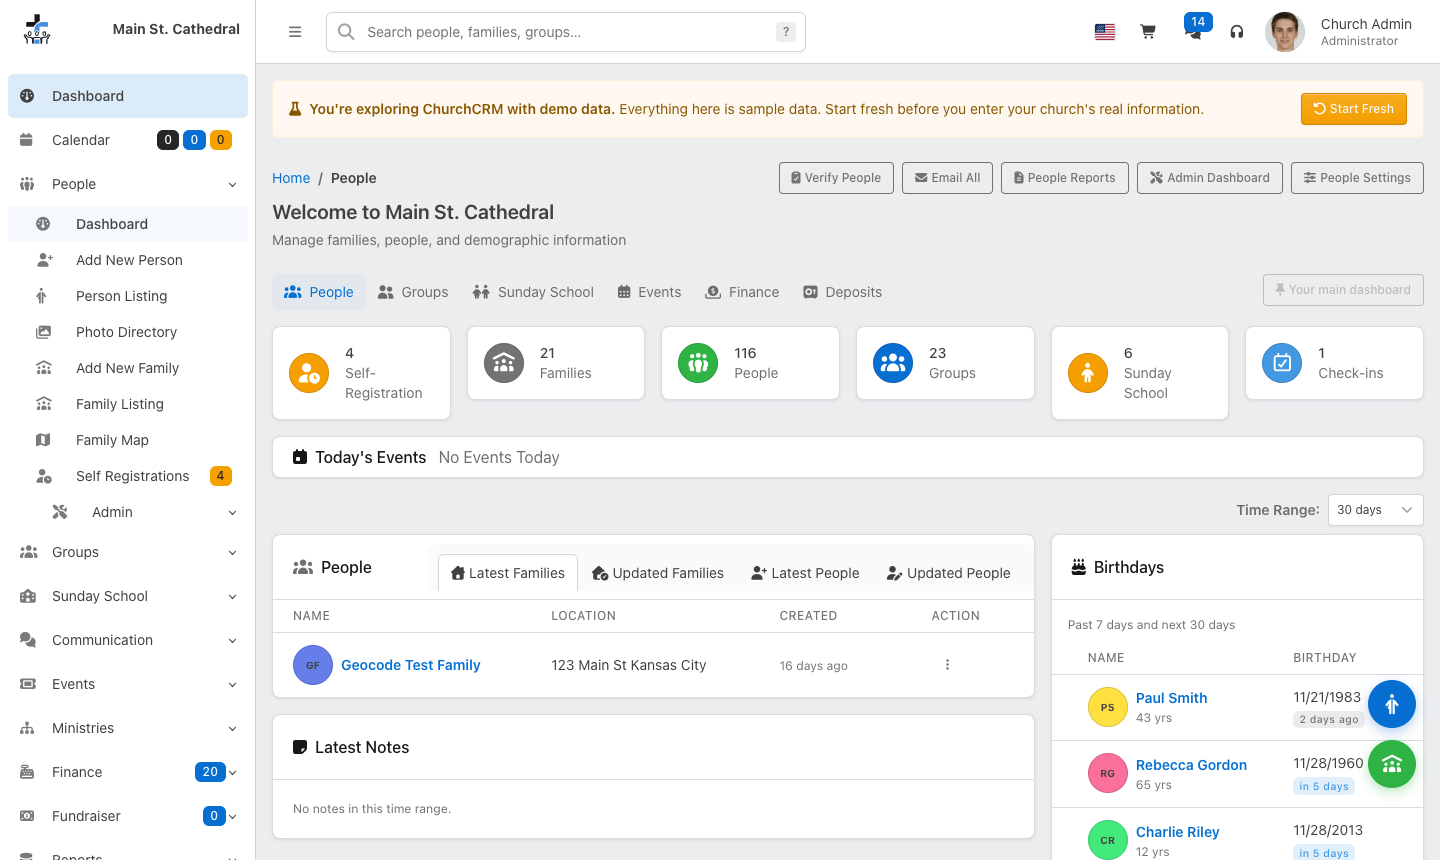 Main St. Cathedral
Search people, families, groups...
?
14
Church Admin
Administrator
Dashboard
Calendar
0 0 0
People
Dashboard
Add New Person
Person Listing
Photo Directory
Add New Family
Family Listing
Family Map
Self Registrations
4
Admin
Groups
Sunday School
Communication
Events
Ministries
Finance
20
Fundraiser
0
Reports
You're exploring ChurchCRM with demo data. Everything here is sample data. Start fresh before you enter your church's real information.
Start Fresh
Home / People
Verify People
Email All
People Reports
Admin Dashboard
People Settings
Welcome to Main St. Cathedral
Manage families, people, and demographic information
People
Groups
Sunday School
Events
Finance
Deposits
Your main dashboard
4
Self-
Registration
21
Families
116
People
23
Groups
6
Sunday
School
1
Check-ins
Today's Events No Events Today
Time Range: 30 days
People
Latest Families
Updated Families
Latest People
Updated People
NAME LOCATION CREATED ACTION
GF Geocode Test Family 123 Main St Kansas City 16 days ago
Latest Notes
No notes in this time range.
Birthdays
Past 7 days and next 30 days
NAME BIRTHDAY
PS Paul Smith 11/21/1983
43 yrs 2 days ago
RG Rebecca Gordon 11/28/1960
65 yrs in 5 days
CR Charlie Riley 11/28/2013
12 yrs in 5 days